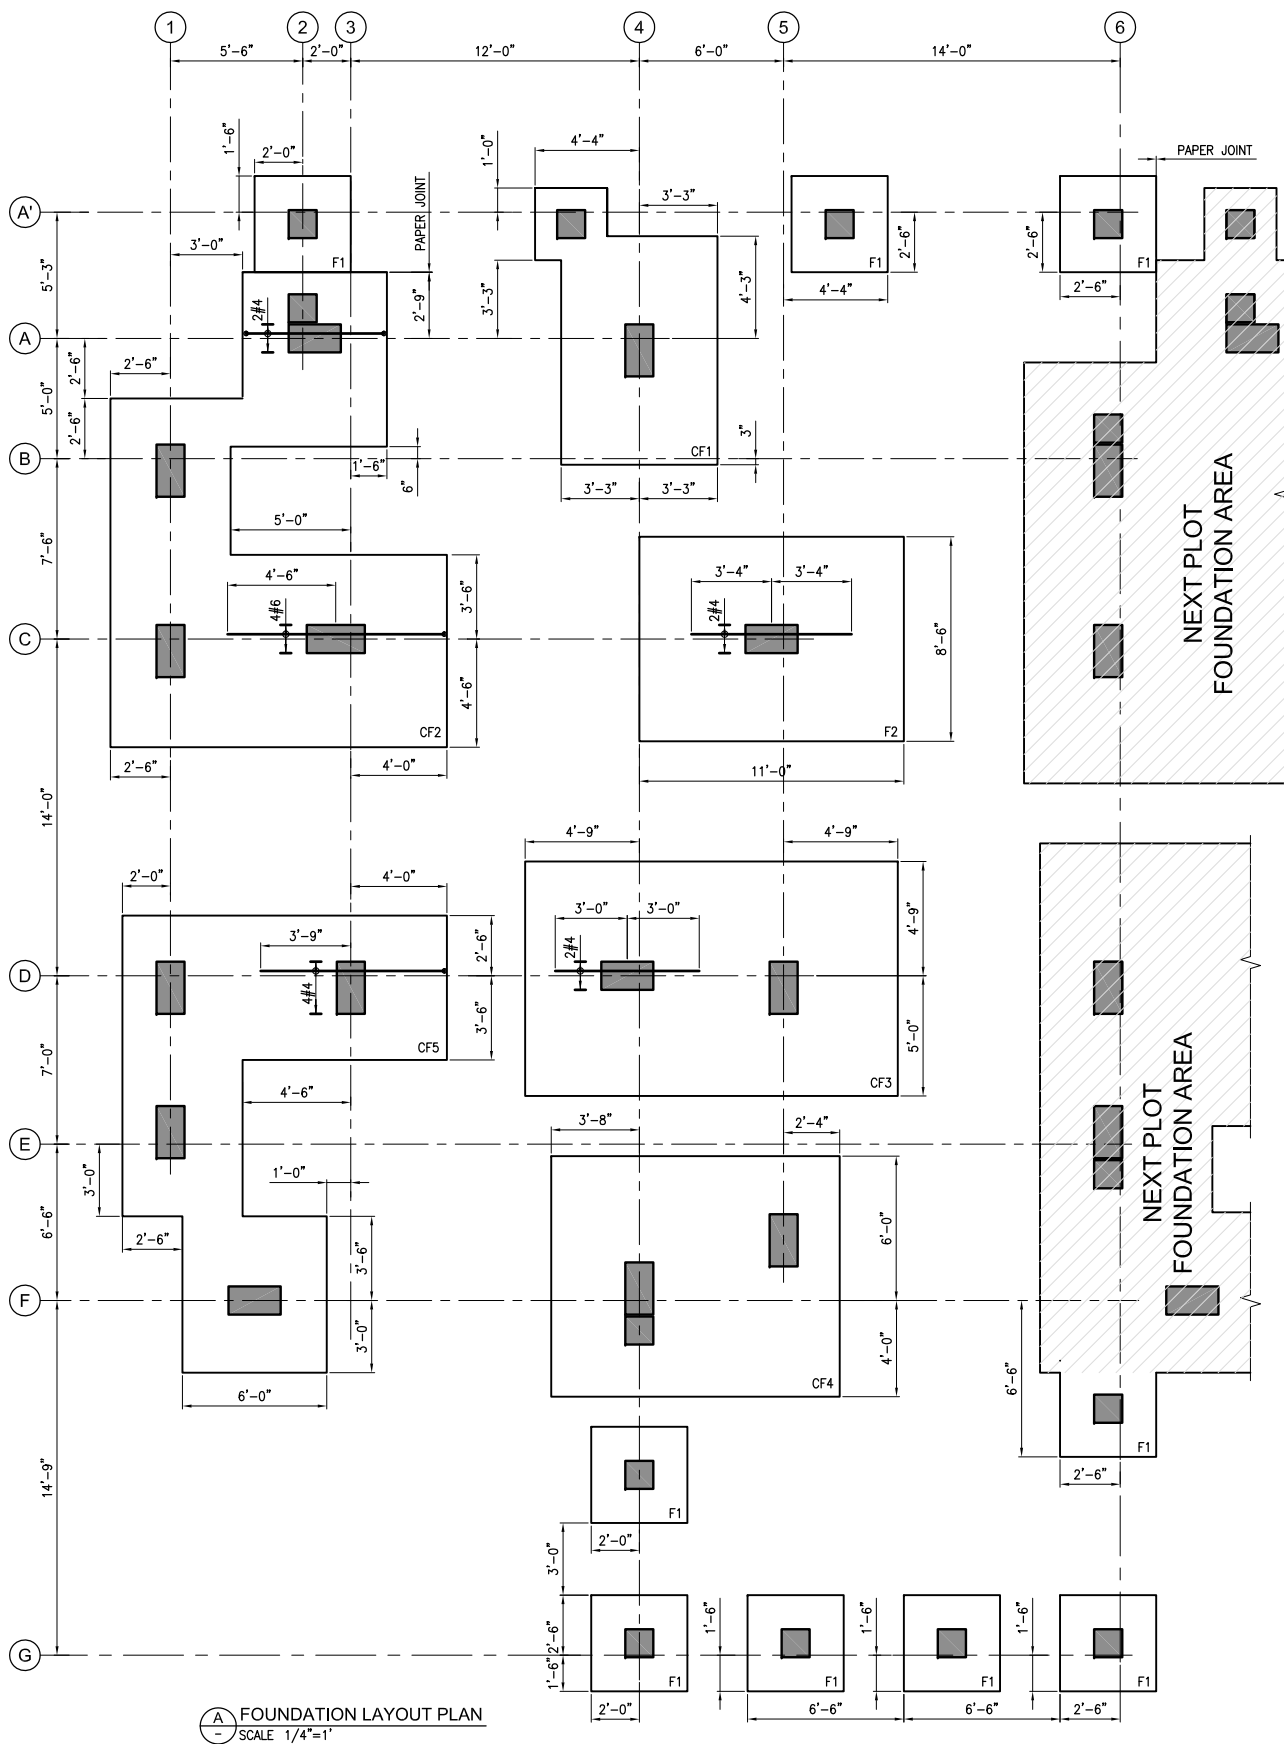 1 2 3 4 5 6
5'-6" 2'-0" 12'-0" 6'-0" 14'-0"
1'-6" 2'-0" 1'-0" 4'-4" PAPER JOINT
PAPER JOINT
A' 3'-3" 2'-6" 2'-6"
3'-0" F1 F1 F1
5'-3" 2#4 2'-9" 3'-3" 4'-3" 4'-4" 2'-6"
A
2'-6" 2'-6"
5'-0"
2'-6"
B 1'-6" 6" CF1 3"
3'-3" 3'-3"
5'-0"
7'-6" 4'-6" 3'-6" 3'-4" 3'-4"
4#6 2#4 8'-6"
C
4'-6"
CF2 F2
2'-6" 4'-0" 11'-0"
NEXT PLOT
FOUNDATION AREA
14'-0"
4'-9" 4'-9"
2'-0" 4'-0"
3'-9" 2'-6" 3'-0" 3'-0" 4'-9"
2#4
D
4#4 3'-6" 5'-0"
CF5 CF3
7'-0"
4'-6" 3'-8" 2'-4"
E
3'-0" 1'-0"
6'-6" 2'-6" 3'-6" 6'-0"
NEXT PLOT
FOUNDATION AREA
F
3'-0" 4'-0" 6'-6"
6'-0" CF4
F1
14'-9" 2'-6"
F1
2'-0"
3'-0"
2'-6" 1'-6" 1'-6" 1'-6"
G
1'-6" F1 F1 F1 F1
2'-0" 6'-6" 6'-6" 2'-6"
A FOUNDATION LAYOUT PLAN
- SCALE 1/4"=1'